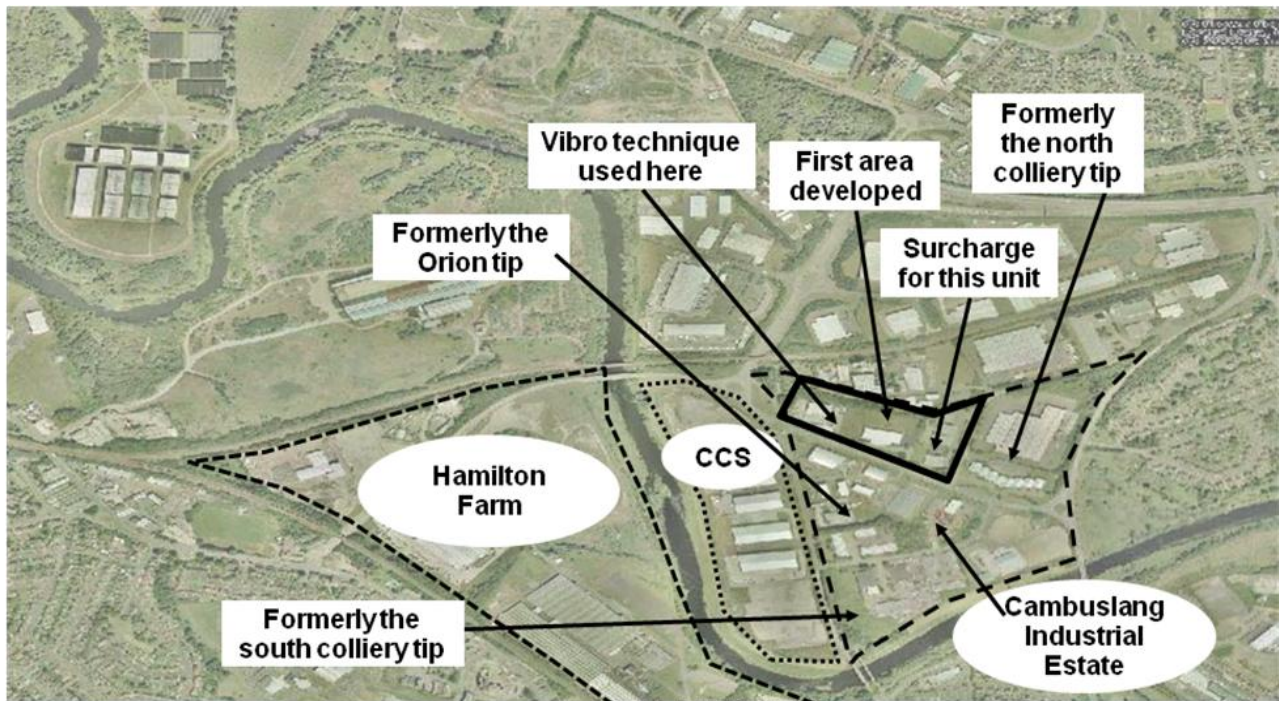 Formerly
the north
colliery tip
Vibro technique
used here
First area
developed
Formerly the
Orion tip
Surcharge
for this unit
Hamilton
Farm
CCS
Formerly the
south colliery tip
Cambuslang
Industrial
Estate